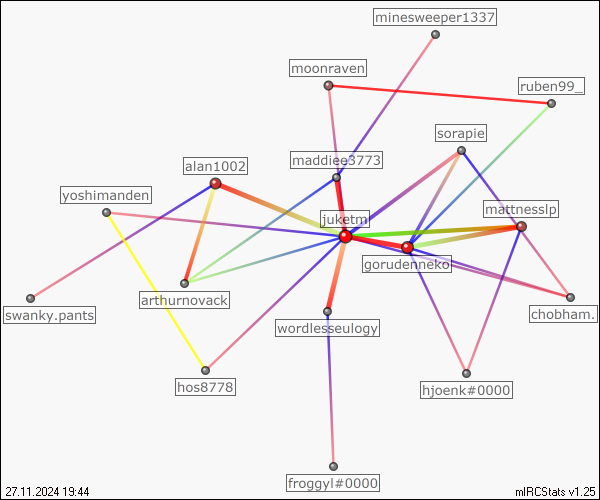 minesweeper1337
moonraven
ruben99_
sorapie
maddiee3773
alan1002
yoshimanden
mattnesslp
juketm
gorudenneko
arthurnovack
chobham.
swanky.pants
wordlesseulogy
hos8778
hjoenk#0000
froggyl#0000
27.11.2024 19:44
mIRCStats v1.25